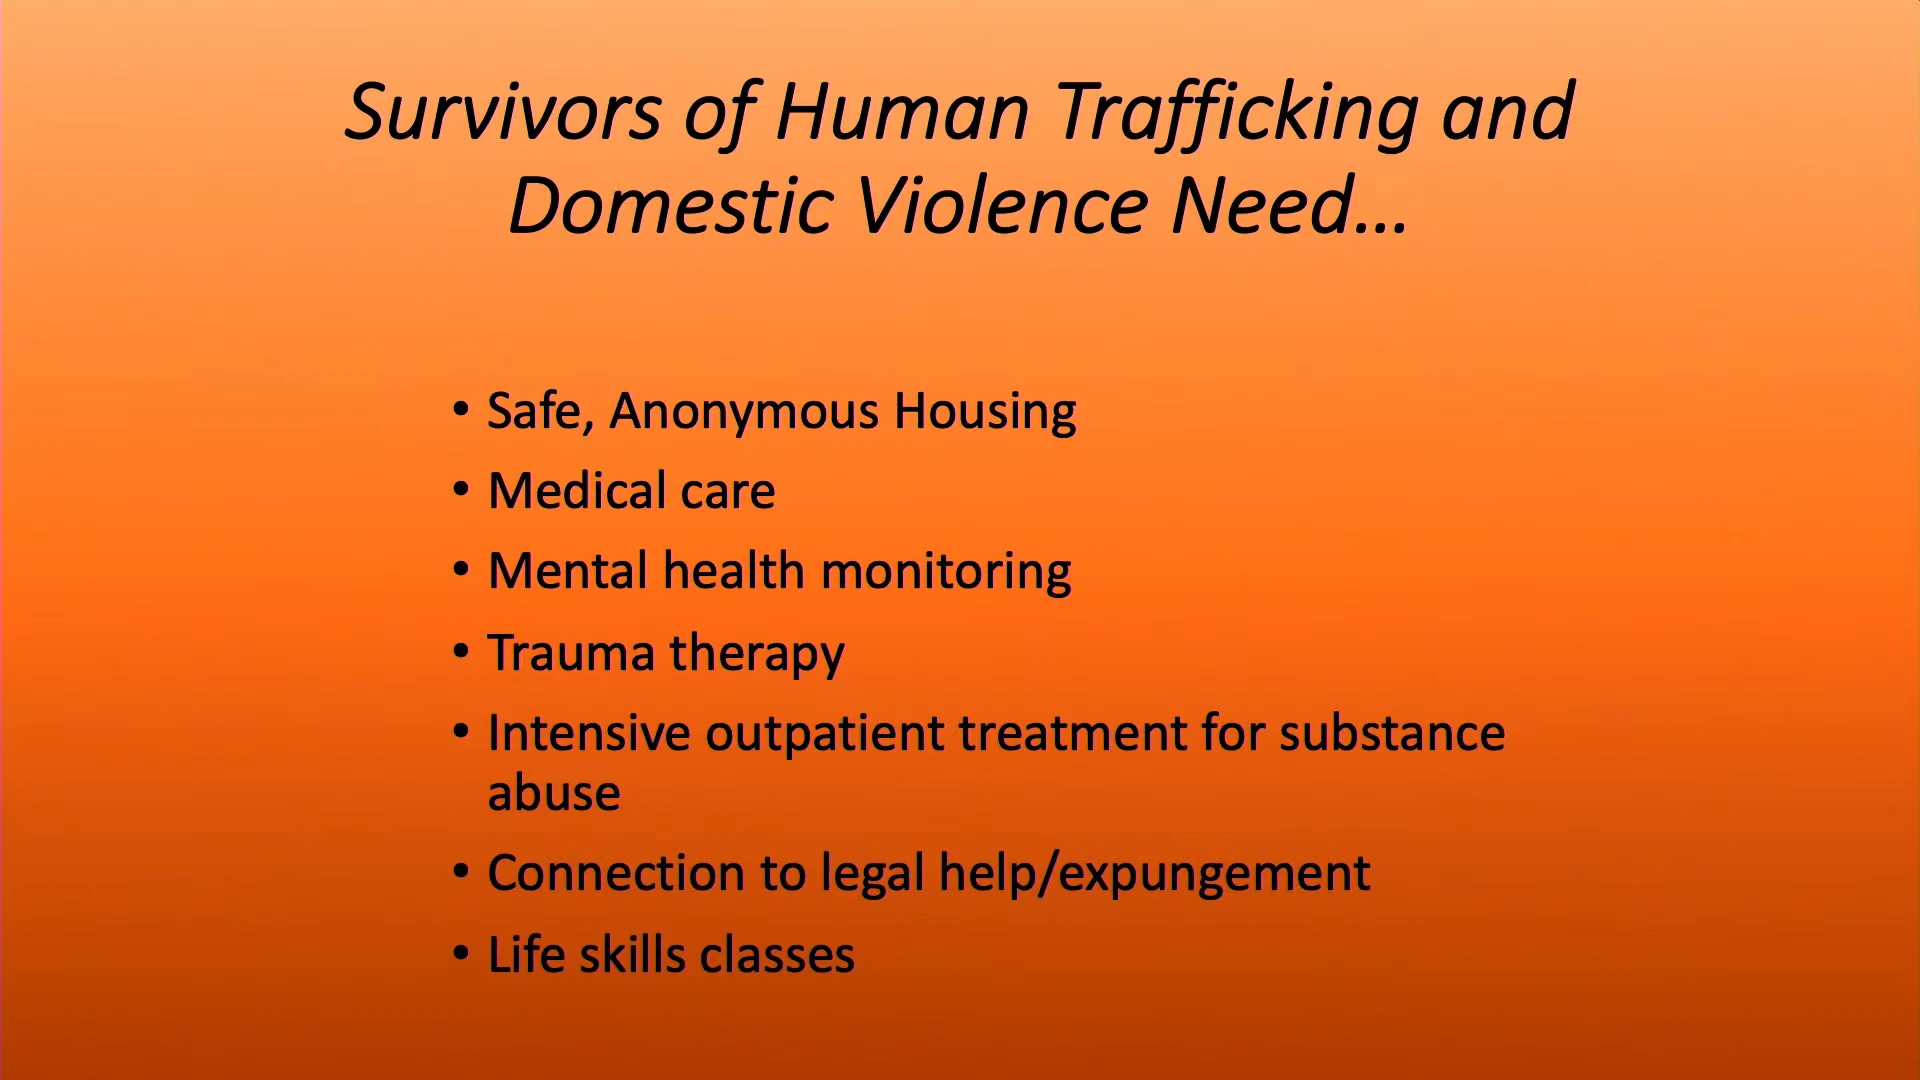 Survivors of Human Trafficking and
Domestic Violence Need...
• Safe, Anonymous Housing
• Medical care
• Mental health monitoring
• Trauma therapy
• Intensive outpatient treatment for substance
abuse
• Connection to legal help/expungement
• Life skills classes